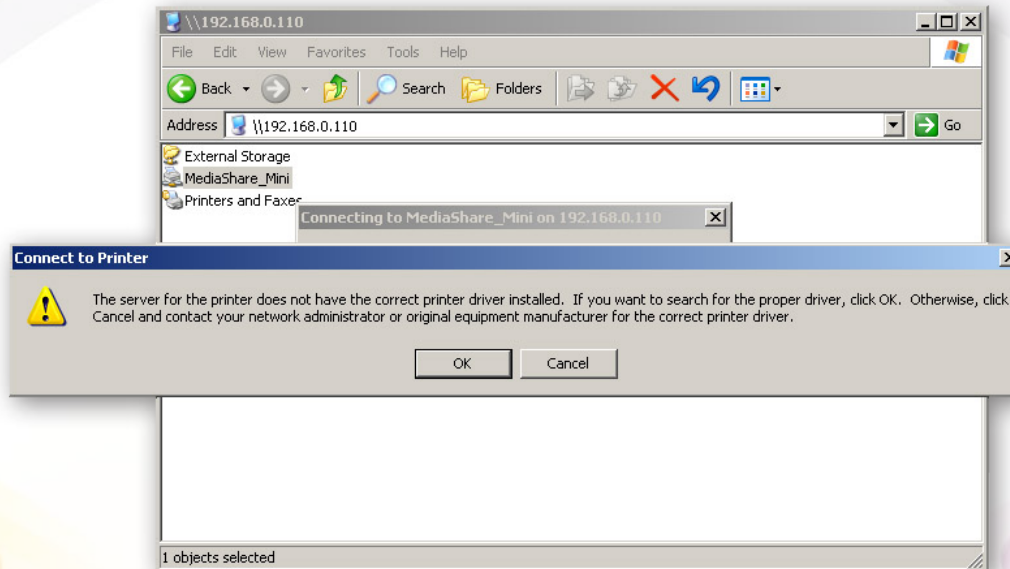 \\192.168.0.110
File Edit View Favorites Tools Help
Back Search Folders
Address \\192.168.0.110 Go
External Storage
MediaShare_Mini
Printers and Faxes
Connecting to MediaShare_Mini on 192.168.0.110
Connect to Printer
The server for the printer does not have the correct printer driver installed. If you want to search for the proper driver, click OK. Otherwise, click
Cancel and contact your network administrator or original equipment manufacturer for the correct printer driver.
OK Cancel
1 objects selected